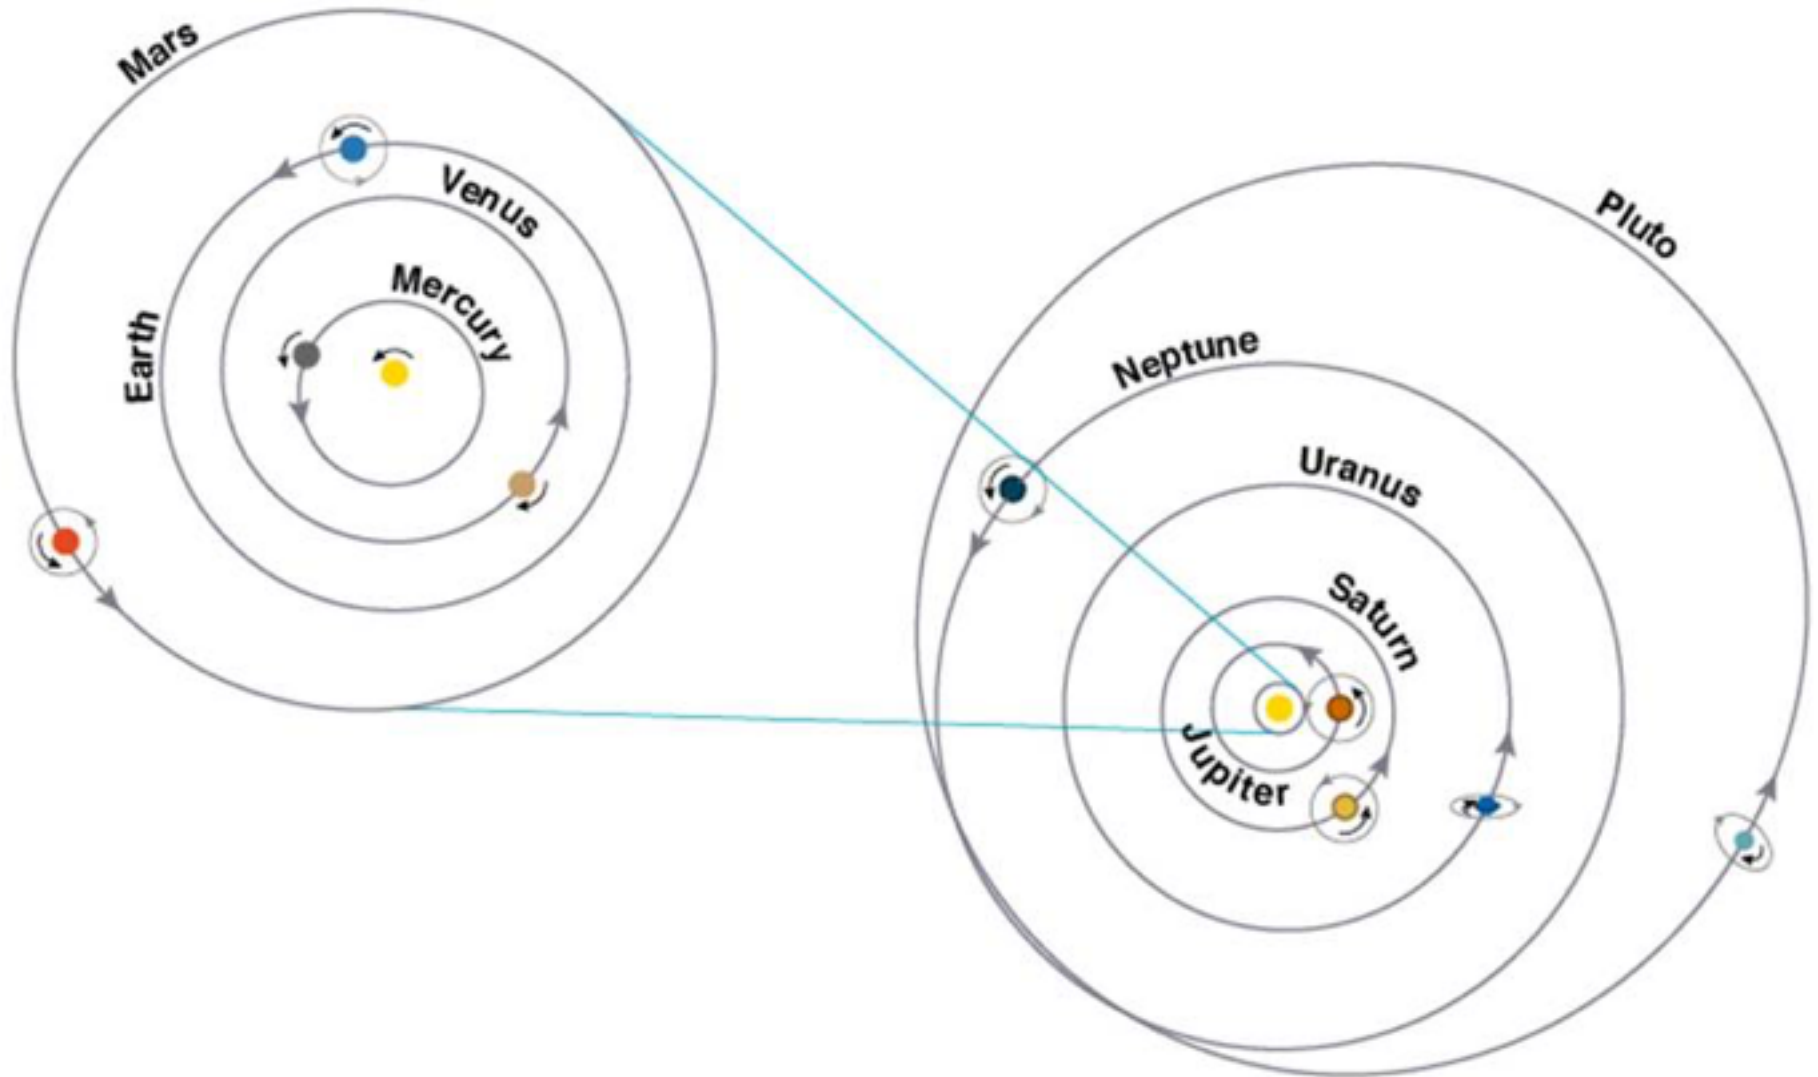 Mars
Venus
Mercury
Earth
Pluto
Neptune
Uranus
Saturn
Jupiter